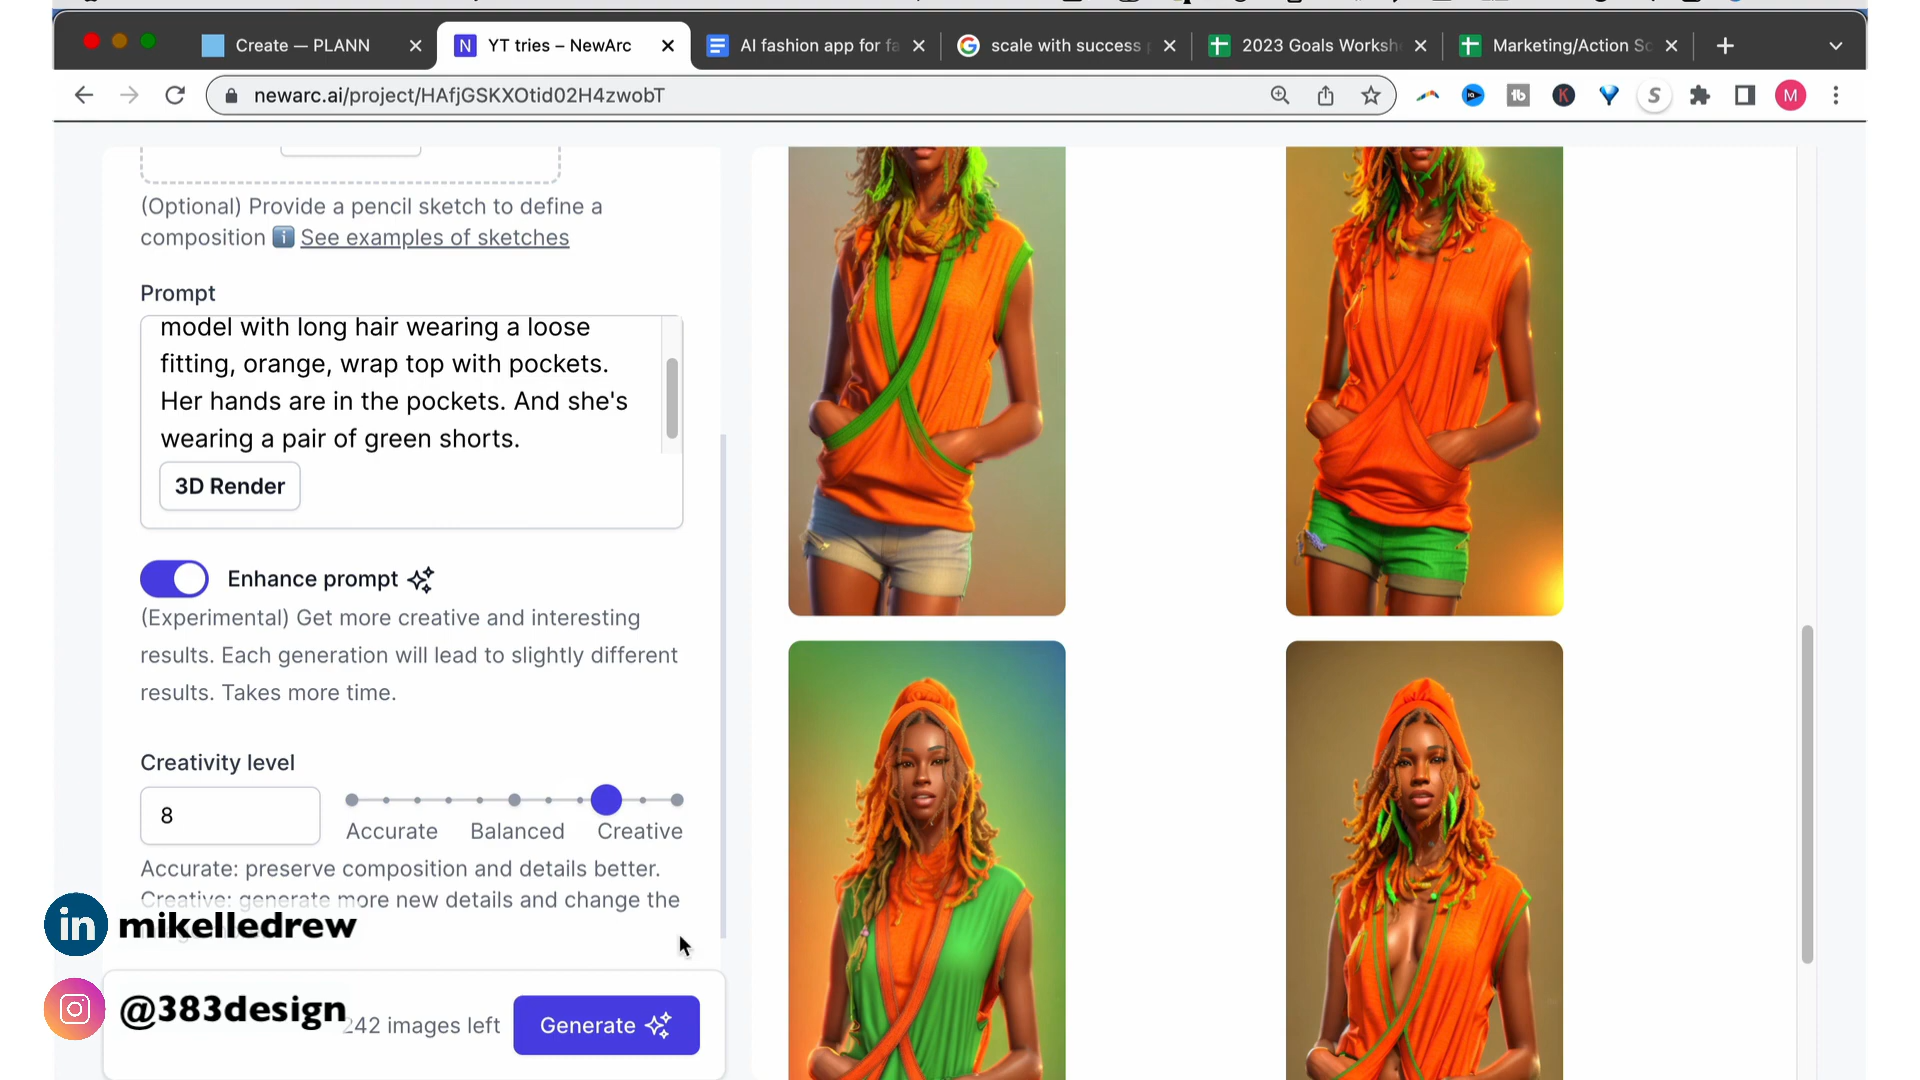 Create — PLANN
YT tries – NewArc
AI fashion app for fa
scale with success
2023 Goals Worksh
Marketing/Action Sc
newarc.ai/project/HAfjGSKXOtid02H4zwobT
M
(Optional) Provide a pencil sketch to define a
composition See examples of sketches
Prompt
model with long hair wearing a loose
fitting, orange, wrap top with pockets.
Her hands are in the pockets. And she's
wearing a pair of green shorts.
3D Render
Enhance prompt
(Experimental) Get more creative and interesting
results. Each generation will lead to slightly different
results. Takes more time.
Creativity level
8
Accurate Balanced Creative
Accurate: preserve composition and details better.
Creative: generate more new details and change the
in mikelledrew
@383design
242 images left
Generate